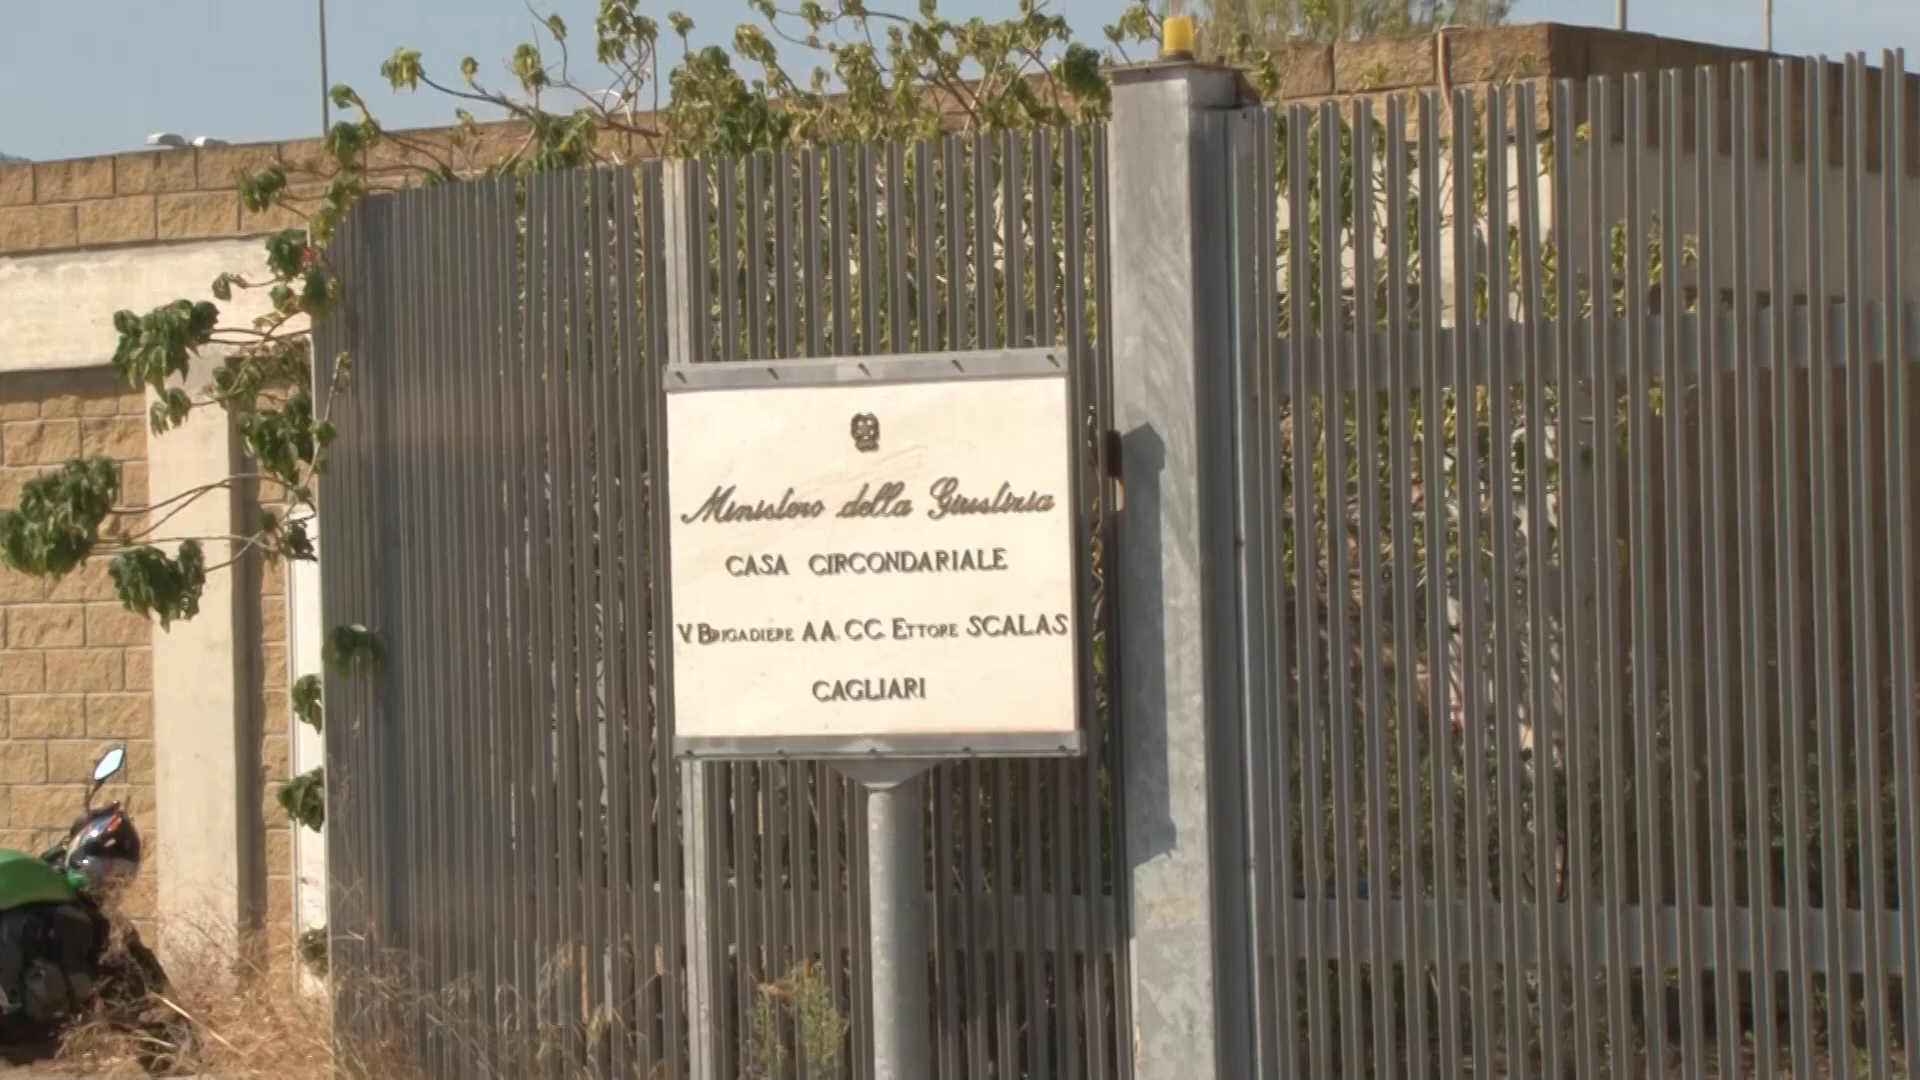 Ministero della Giustizia
CASA CIRCONDARIALE
V. BRIGADIERE AA. CC. ETTORE SCALAS
CAGLIARI